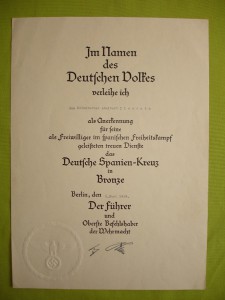 Im Namen
des
Deutschen Volkes
verleihe ich
als Anerkennung
für seine
als Freiwilliger im spanischen Freiheitskampf
geleisteten treuen Dienste
das
Deutsche Spanien-Kreuz
in
Bronze
Berlin, den
Der Führer
und
Oberste Befehlshaber
der Wehrmacht